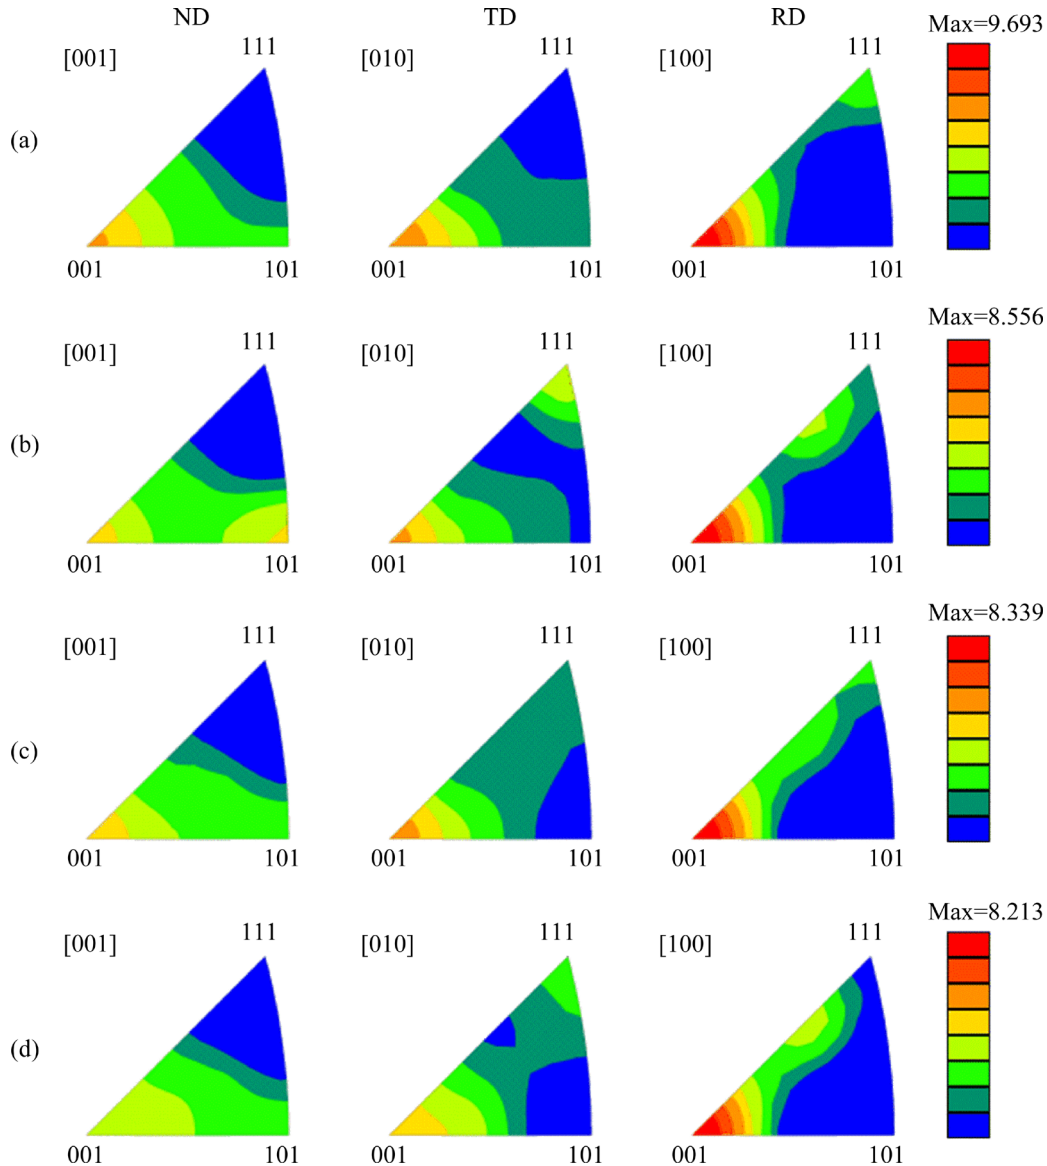 ND TD RD Max=9.693
[001] 111 [010] 111 [100] 111
(a)
001 101 001 101 001 101
Max=8.556
[001] 111 [010] 111 [100] 111
(b)
001 101 001 101 001 101
Max=8.339
[001] 111 [010] 111 [100] 111
(c)
001 101 001 101 001 101
Max=8.213
[001] 111 [010] 111 [100] 111
(d)
001 101 001 101 001 101